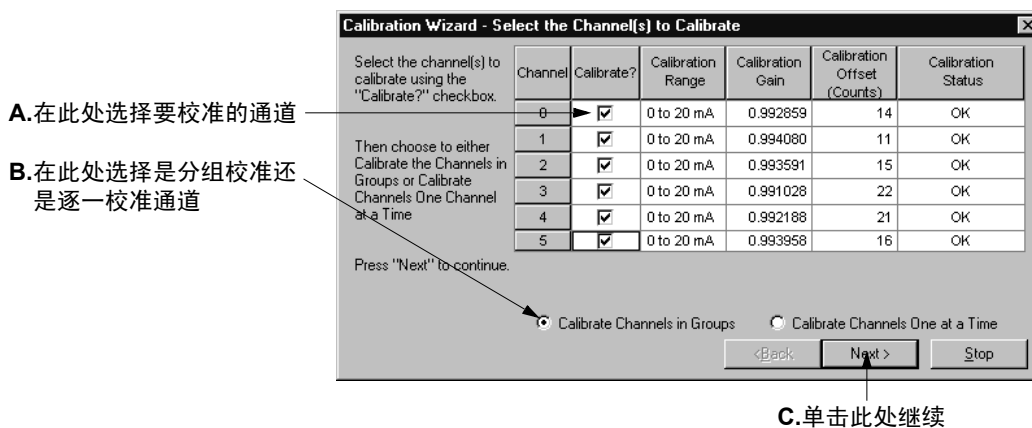 Calibration Wizard - Select the Channel(s) to Calibrate
Select the channel(s) to
calibrate using the
"Calibrate?" checkbox.
Then choose to either
Calibrate the Channels in
Groups or Calibrate
Channels One Channel
at a Time
Press "Next" to continue.
Channel Calibrate? Calibration Range Calibration Gain Calibration Offset (Counts) Calibration Status
0 0 to 20 mA 0.992859 14 OK
1 0 to 20 mA 0.994080 11 OK
2 0 to 20 mA 0.993591 15 OK
3 0 to 20 mA 0.991028 22 OK
4 0 to 20 mA 0.992188 21 OK
5 0 to 20 mA 0.993958 16 OK
Calibrate Channels in Groups Calibrate Channels One at a Time
<Back Next > Stop
A.在此处选择要校准的通道
B.在此处选择是分组校准还
是逐一校准通道
C.单击此处继续